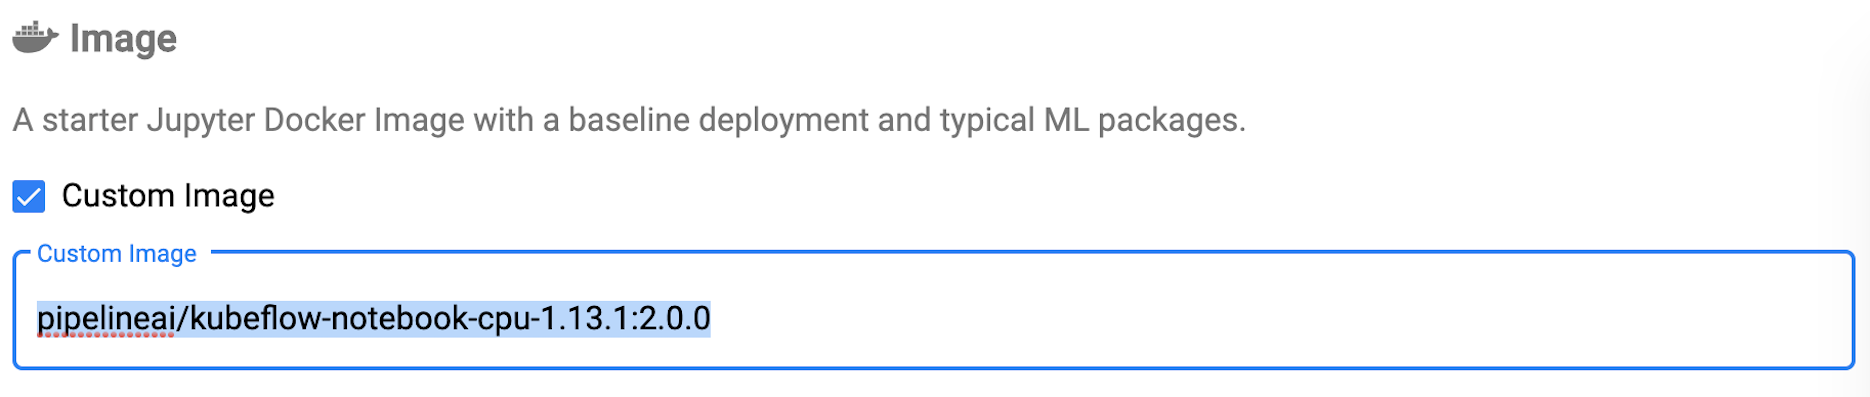 Image
A starter Jupyter Docker Image with a baseline deployment and typical ML packages.
Custom Image
Custom Image
pipelineai/kubeflow-notebook-cpu-1.13.1:2.0.0